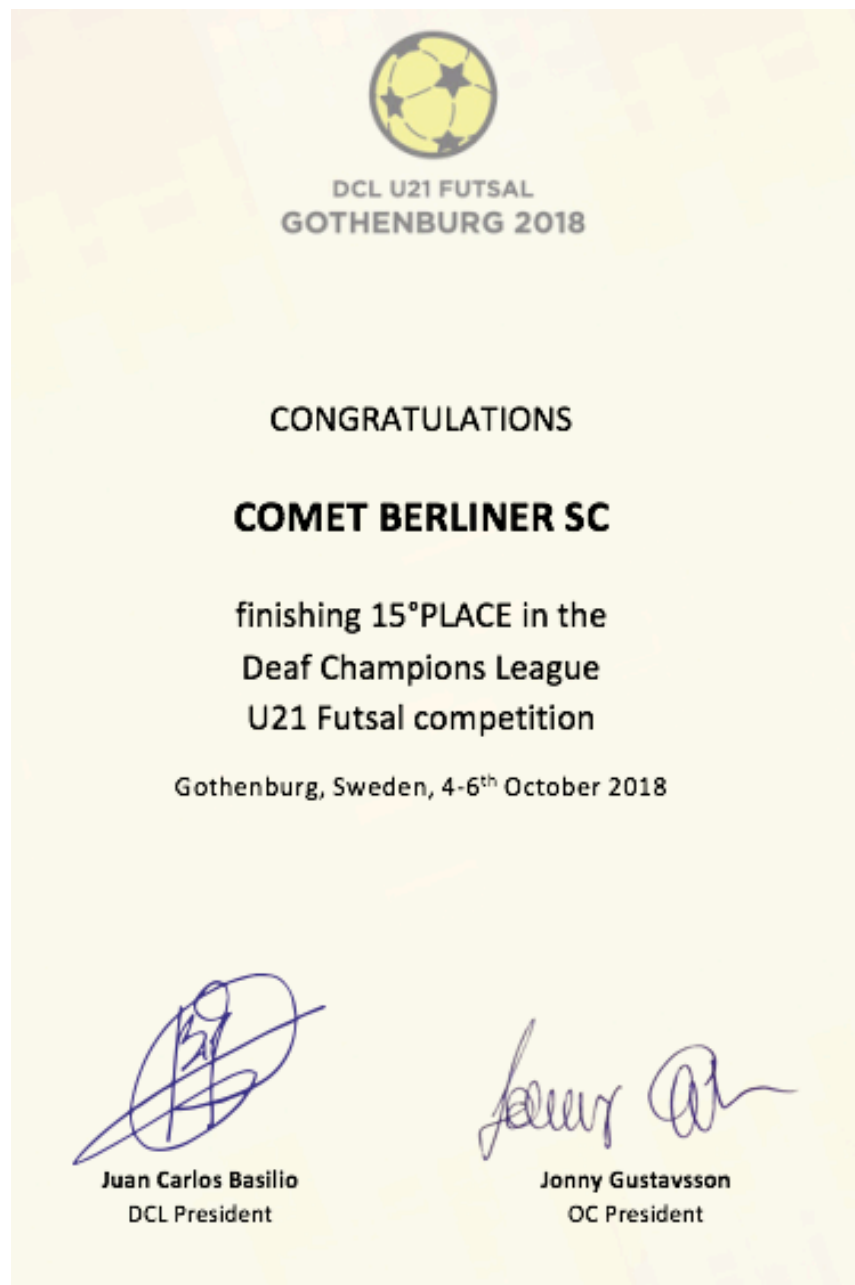 DCL U21 FUTSAL
GOTHENBURG 2018
CONGRATULATIONS
COMET BERLINER SC
finishing 15°PLACE in the
Deaf Champions League
U21 Futsal competition
Gothenburg, Sweden, 4-6th October 2018
Juan Carlos Basilio
DCL President
Jonny Gustavsson
OC President